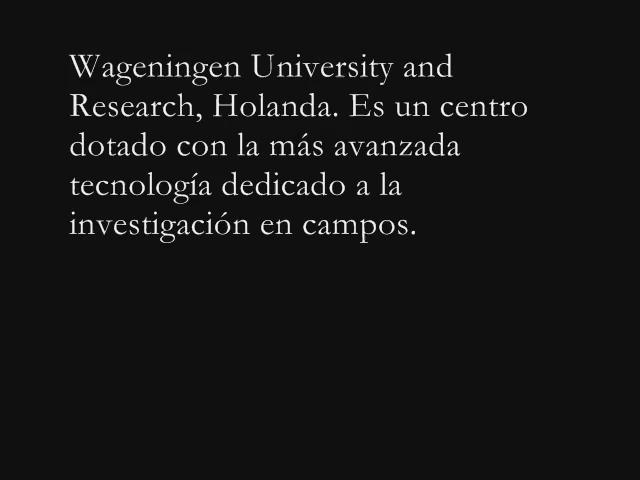 Wageningen University and
Research, Holanda. Es un centro
dotado con la más avanzada
tecnología dedicado a la
investigación en campos.